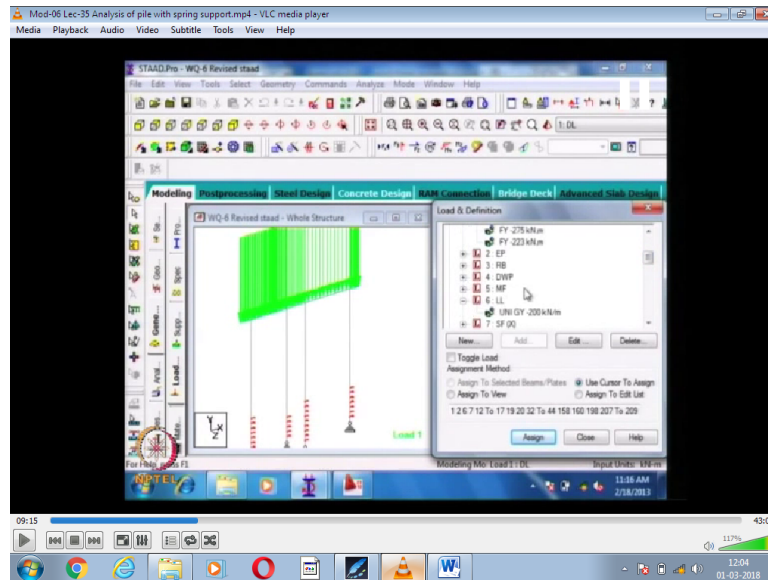 Mod-06 Lec-35 Analysis of pile with spring support.mp4 - VLC media player
Media Playback Audio Video Subtitle Tools View Help
STAAD.Pro - WQ-6 Revised staad
File Edit View Tools Select Geometry Commands Analyze Mode Window Help
1: DL
Modeling Postprocessing Steel Design Concrete Design RAM Connection Bridge Deck Advanced Slab Design
WQ-6 Revised staad - Whole Structure
Load & Definition
FY -275 kN/m
FY -223 kN/m
2 : EP
3 : RB
4 : DWP
5 : MF
6 : LL
UNI GY -200 kN/m
7 : SF (X)
New... Add... Edit... Delete...
Toggle Load
Assignment Method
Assign To Selected Beams/Plates Use Cursor To Assign
Assign To View Assign To Edit List
1 2 6 7 12 To 17 19 20 32 To 44 158 160 198 207 To 209
Assign Close Help
Y
X
Z
Load 1
For Help, press F1
Modeling Mo Load 1 : DL Input Units: kN-m
NPTEL
11:16 AM
2/18/2013
09:15
43:0
117%
12:04
01-03-2018